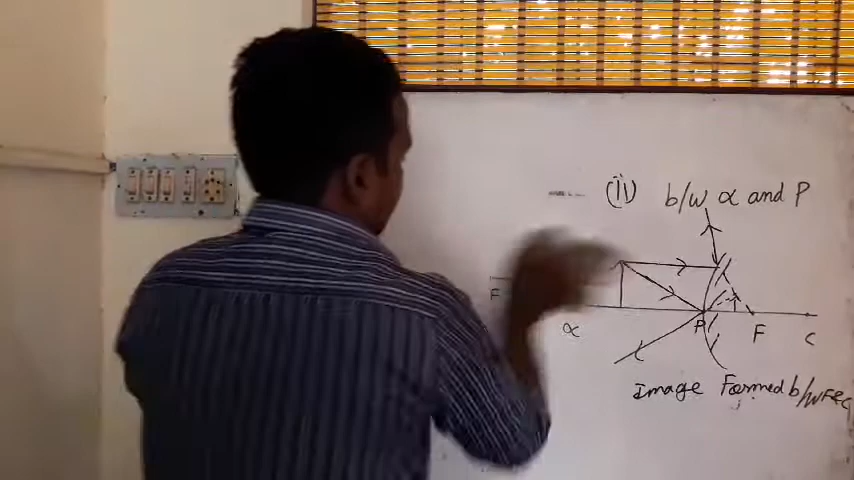 (ii) b/w α and P
F
α P F C
Image Formed b/w F & C